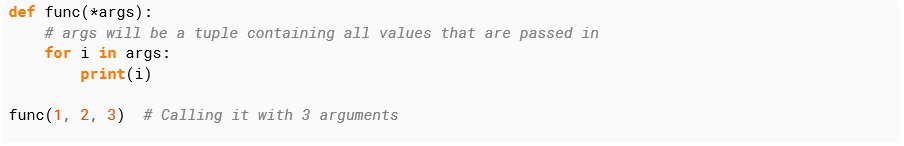 def func(*args):
    # args will be a tuple containing all values that are passed in
    for i in args:
        print(i)

func(1, 2, 3)  # Calling it with 3 arguments